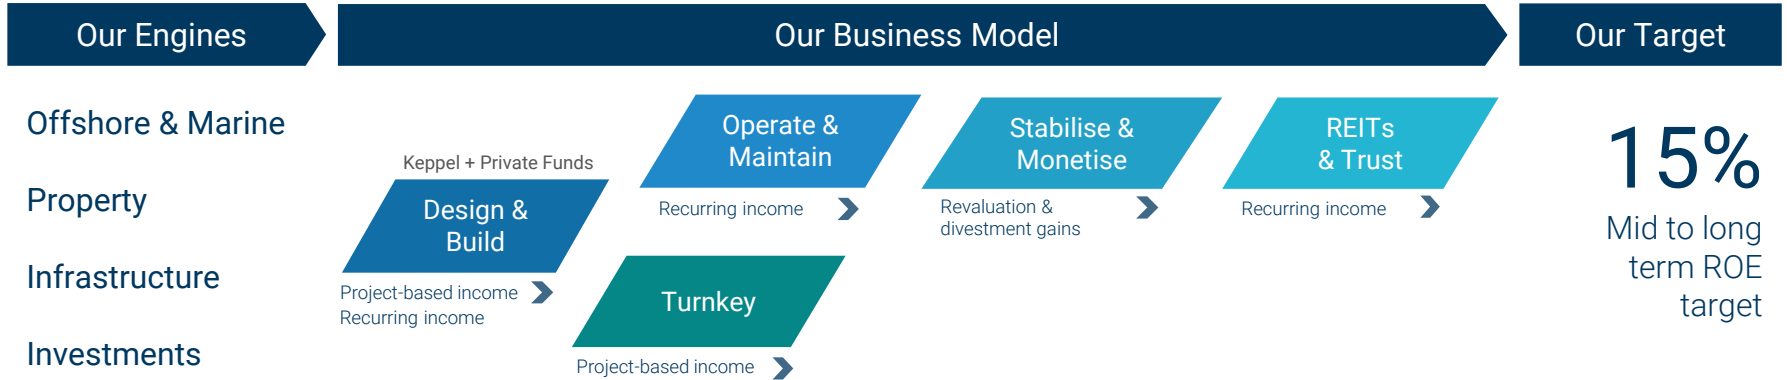 Our Engines
Our Business Model
Our Target
Offshore & Marine
Property
Infrastructure
Investments
Keppel + Private Funds
Design &
Build
Project-based income
Recurring income
Operate &
Maintain
Recurring income
Turnkey
Project-based income
Stabilise &
Monetise
Revaluation &
divestment gains
REITs
& Trust
Recurring income
15%
Mid to long
term ROE
target